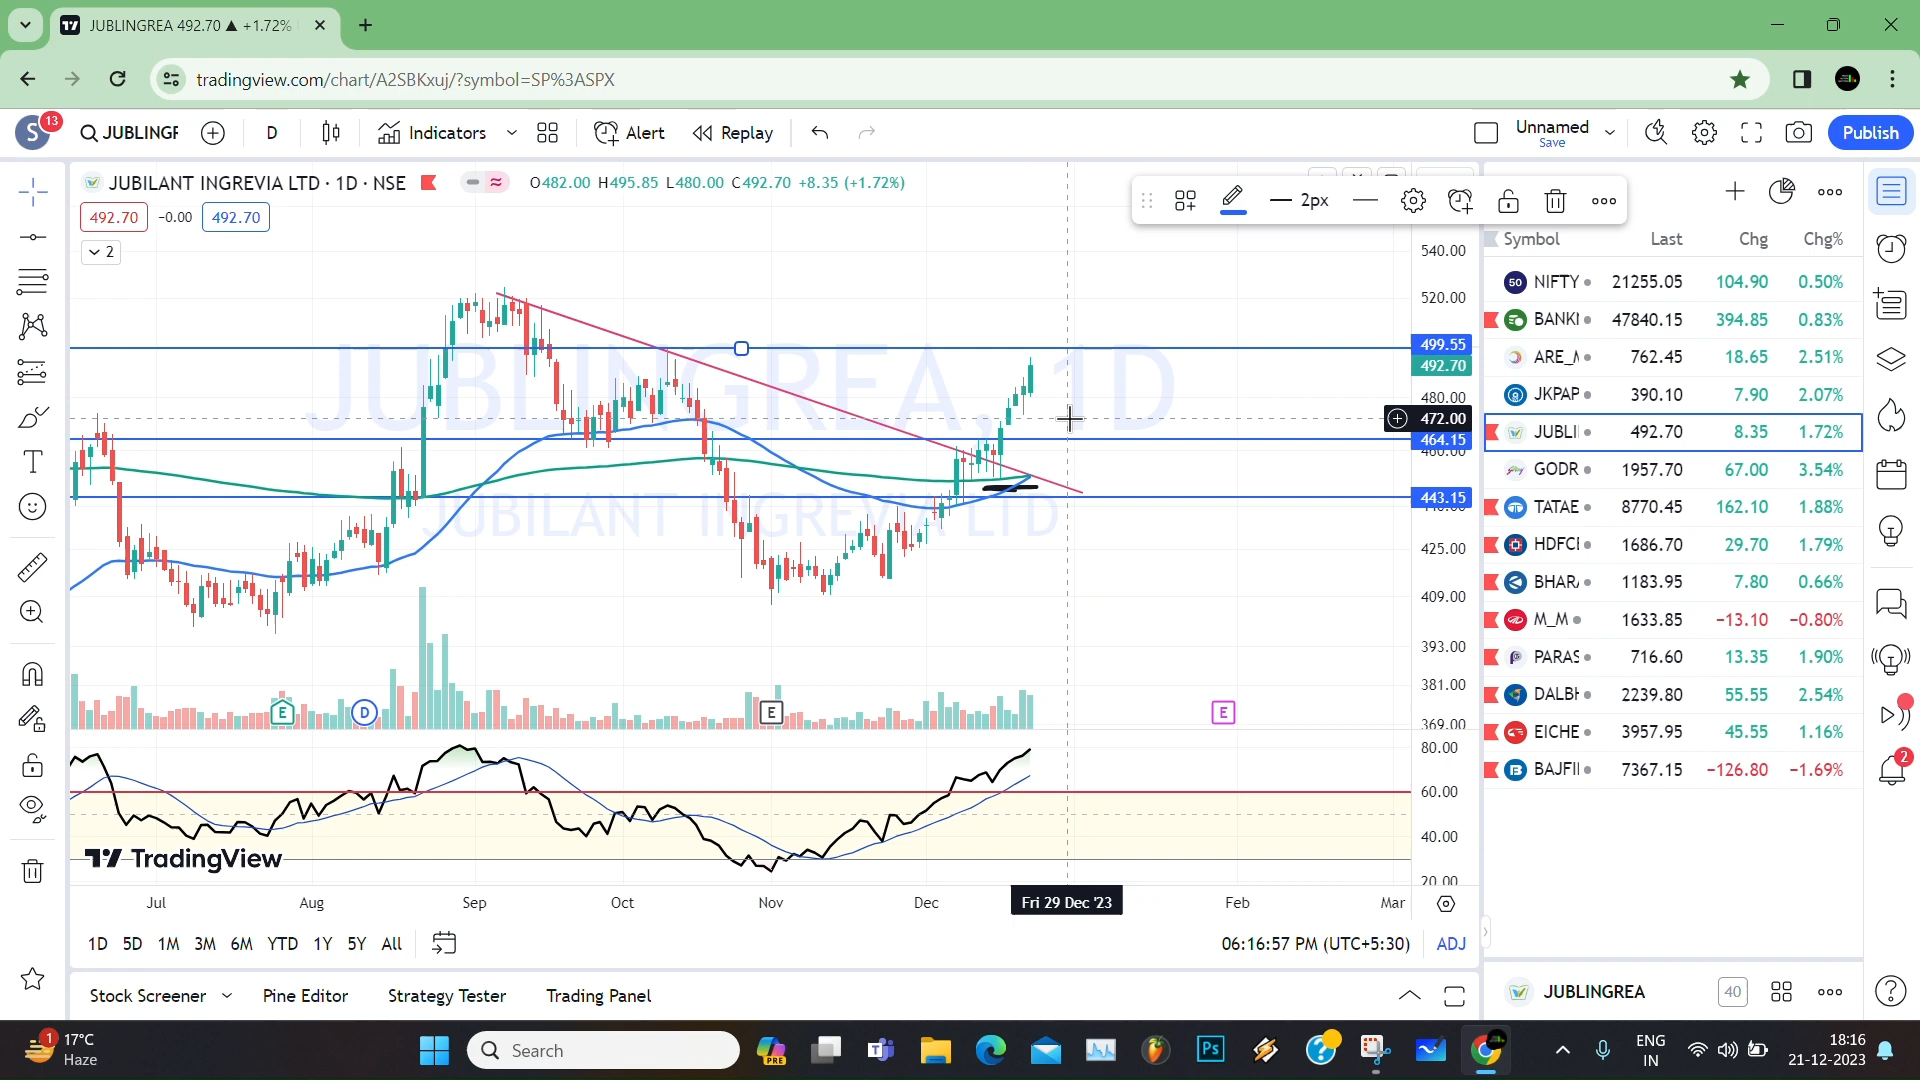 JUBLINGREA 492.70 ▲ +1.72%
tradingview.com/chart/A2SBKxuj/?symbol=SP%3ASPX
S 13 JUBLINGF D Indicators Alert Replay Unnamed Save Publish
JUBILANT INGREVIA LTD · 1D · NSE O482.00 H495.85 L480.00 C492.70 +8.35 (+1.72%)
492.70 -0.00 492.70
2
2px
JUBLINGREA, 1D
JUBILANT INGREVIA LTD
540.00
520.00
499.55
492.70
480.00
472.00
464.15
460.00
443.15
425.00
409.00
393.00
381.00
369.00
E D E E
80.00
60.00
40.00
20.00
TradingView
Jul Aug Sep Oct Nov Dec Fri 29 Dec '23 Feb Mar
1D 5D 1M 3M 6M YTD 1Y 5Y All 06:16:57 PM (UTC+5:30) ADJ
Stock Screener Pine Editor Strategy Tester Trading Panel
Symbol Last Chg Chg%
50 NIFTY 21255.05 104.90 0.50%
BANKI 47840.15 394.85 0.83%
ARE_ 762.45 18.65 2.51%
JKPAP 390.10 7.90 2.07%
JUBLI 492.70 8.35 1.72%
GODR 1957.70 67.00 3.54%
TATAE 8770.45 162.10 1.88%
HDFC 1686.70 29.70 1.79%
BHAR 1183.95 7.80 0.66%
M_M 1633.85 −13.10 −0.80%
PARAS 716.60 13.35 1.90%
DALBH 2239.80 55.55 2.54%
EICHE 3957.95 45.55 1.16%
BAJFI 7367.15 −126.80 −1.69%
2
JUBLINGREA 40
1 17°C
Haze
Search
PRE
Ps
ENG
IN
18:16
21-12-2023